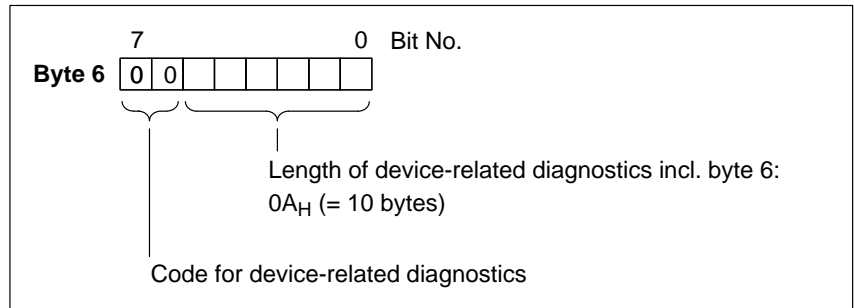 7 0 Bit No.
Byte 6 0 0
Length of device-related diagnostics incl. byte 6:
0AH (= 10 bytes)
Code for device-related diagnostics